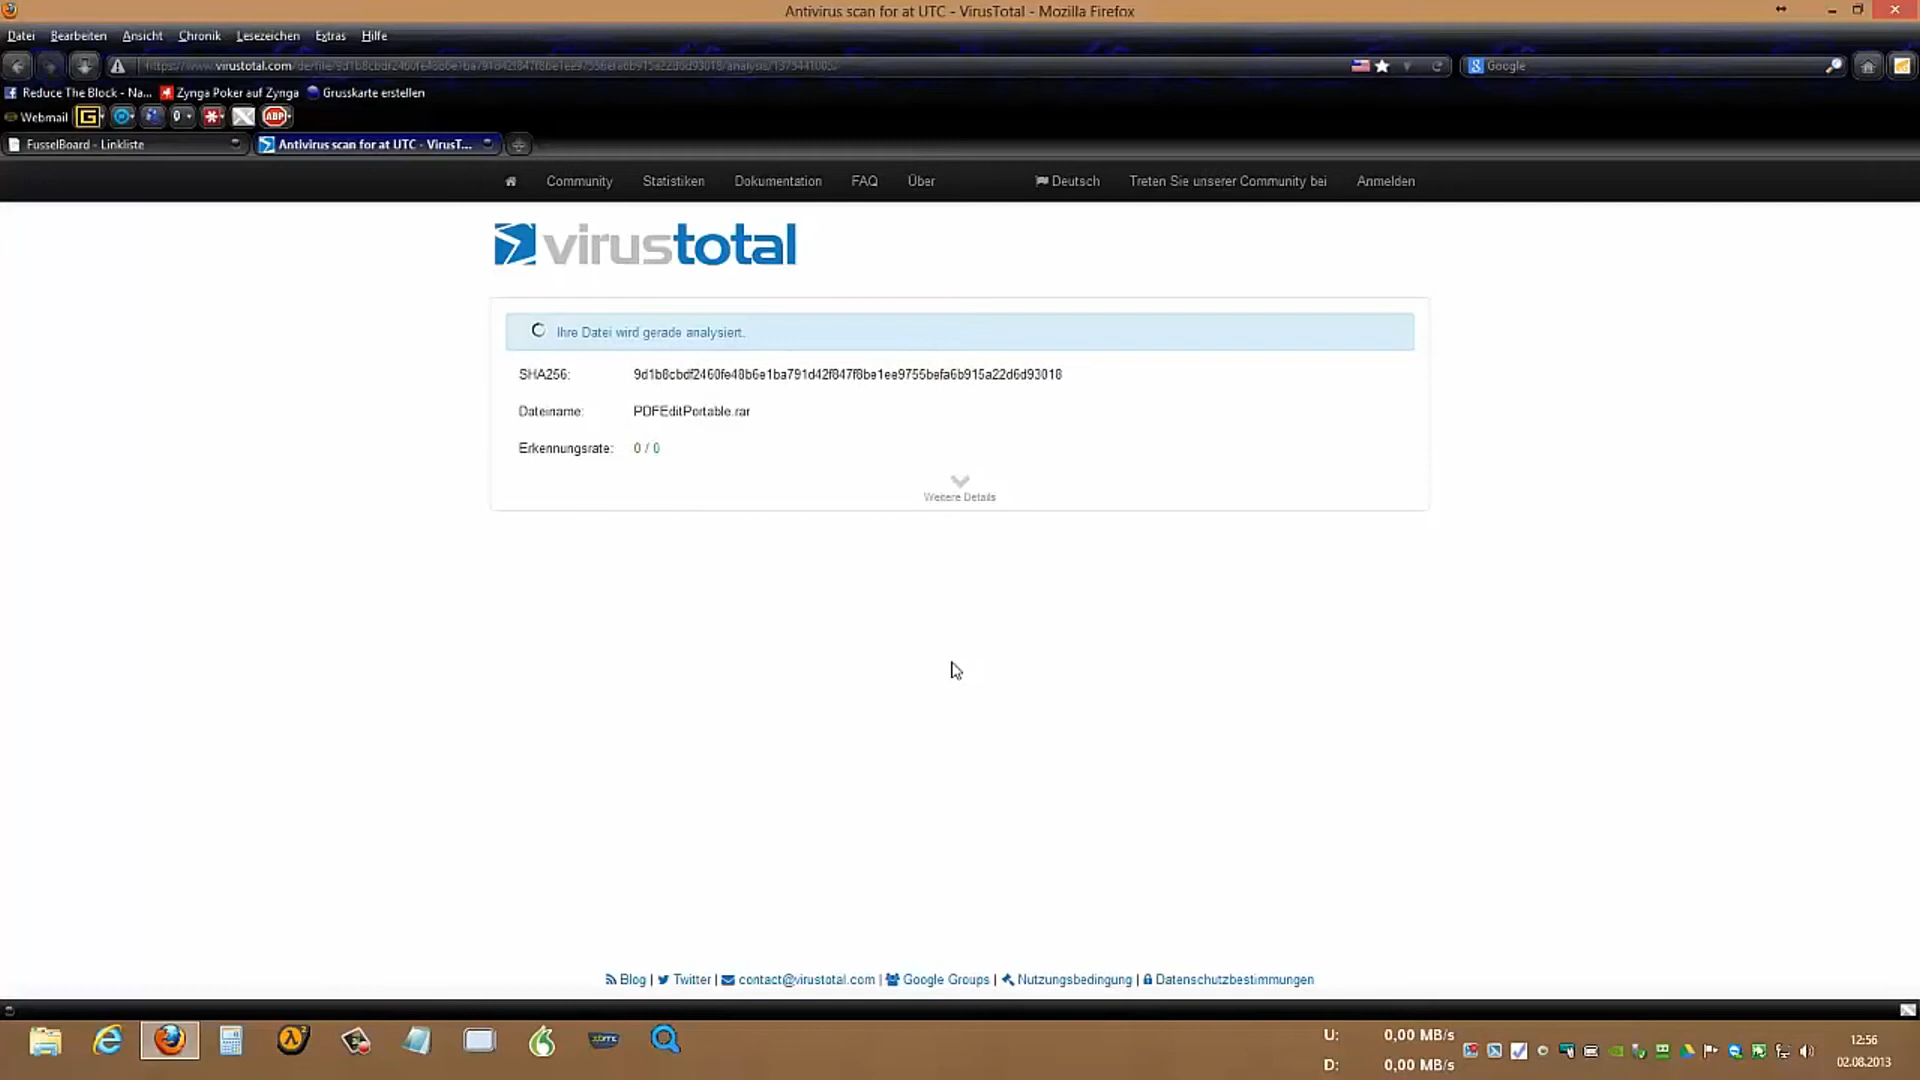 Antivirus scan for at UTC - VirusTotal - Mozilla Firefox
Datei Bearbeiten Ansicht Chronik Lesezeichen Extras Hilfe
virustotal.com
Google
Reduce The Block - Na... Zynga Poker auf Zynga Grusskarte erstellen
Webmail G 0 ABP
FusselBoard - Linkliste Antivirus scan for at UTC - VirusT...
Community Statistiken Dokumentation FAQ Über Deutsch Treten Sie unserer Community bei Anmelden
virustotal
Ihre Datei wird gerade analysiert.
SHA256: 9d1b8cbdf2460fe48b6e1ba791d42f847f8be1ee9755befa6b915a22d6d93018
Dateiname: PDFEditPortable.rar
Erkennungsrate: 0 / 0
Weitere Details
Blog | Twitter | contact@virustotal.com | Google Groups | Nutzungsbedingung | Datenschutzbestimmungen
U: 0,00 MB/s
D: 0,00 MB/s
12:56
02.08.2013